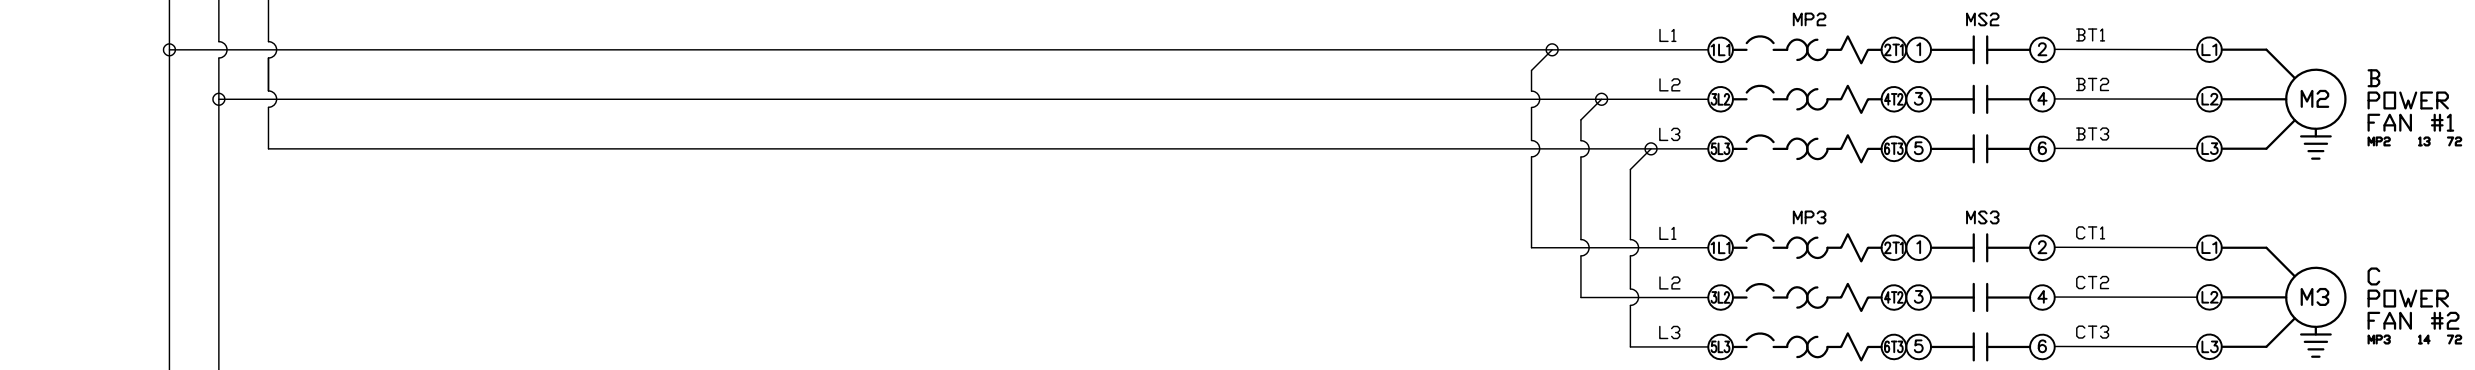 MP2 MS2
L1 1L1 2T1 1 2 BT1 L1
L2 3L2 4T2 3 4 BT2 L2
L3 5L3 6T3 5 6 BT3 L3
M2
B
POWER
FAN #1
MP2 13 72
MP3 MS3
L1 1L1 2T1 1 2 CT1 L1
L2 3L2 4T2 3 4 CT2 L2
L3 5L3 6T3 5 6 CT3 L3
M3
C
POWER
FAN #2
MP3 14 72